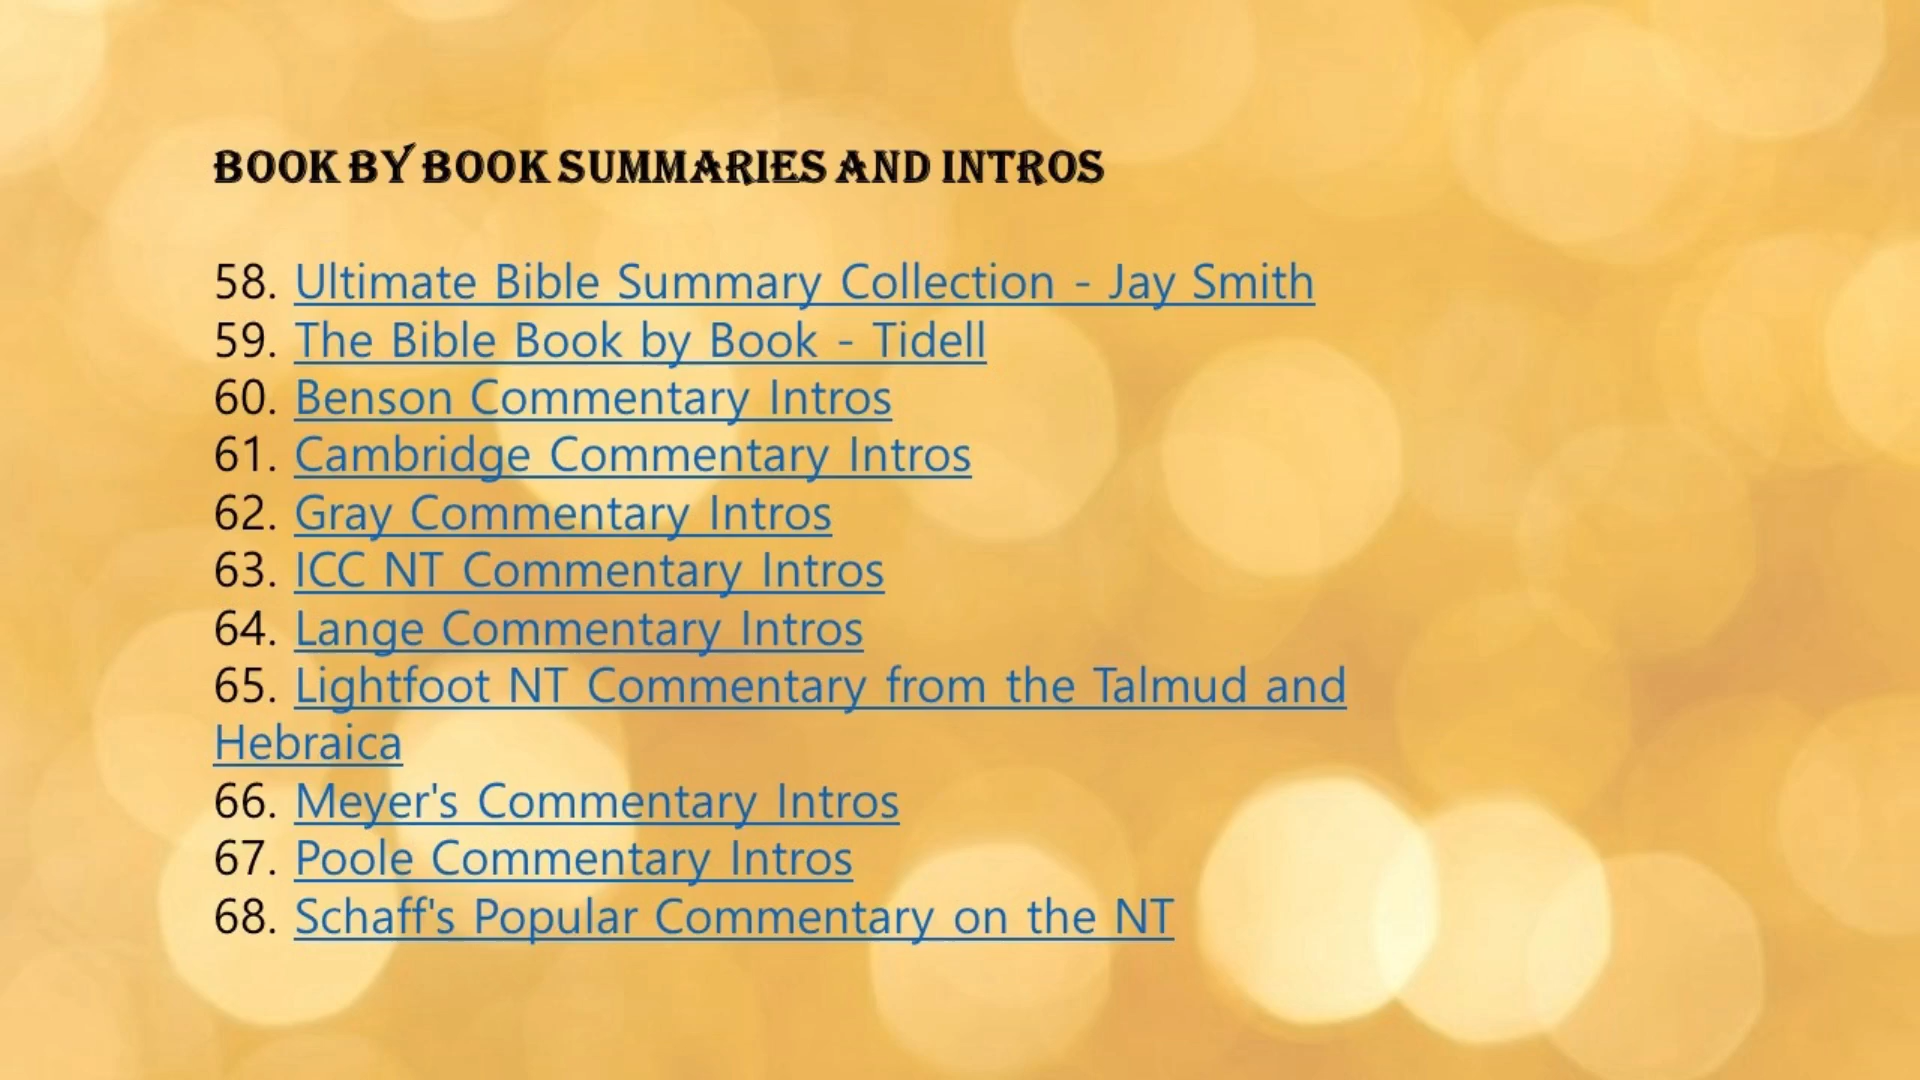 BOOK BY BOOK SUMMARIES AND INTROS
58. Ultimate Bible Summary Collection - Jay Smith
59. The Bible Book by Book - Tidell
60. Benson Commentary Intros
61. Cambridge Commentary Intros
62. Gray Commentary Intros
63. ICC NT Commentary Intros
64. Lange Commentary Intros
65. Lightfoot NT Commentary from the Talmud and
Hebraica
66. Meyer's Commentary Intros
67. Poole Commentary Intros
68. Schaff's Popular Commentary on the NT